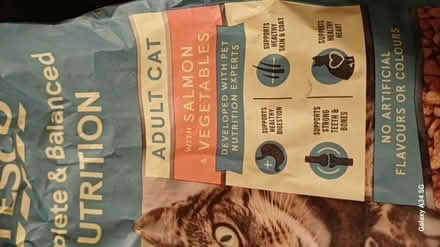 TESCO
plete & Balanced
UTRITION
ADULT CAT
WITH SALMON
& VEGETABLES
DEVELOPED WITH PET
NUTRITION EXPERTS
SUPPORTS
HEALTHY
SKIN & COAT
SUPPORTS
HEALTHY
HEART
SUPPORTS
HEALTHY
DIGESTION
SUPPORTS
STRONG
TEETH &
BONES
NO ARTIFICIAL
FLAVOURS OR COLOURS
Galaxy A34 5G